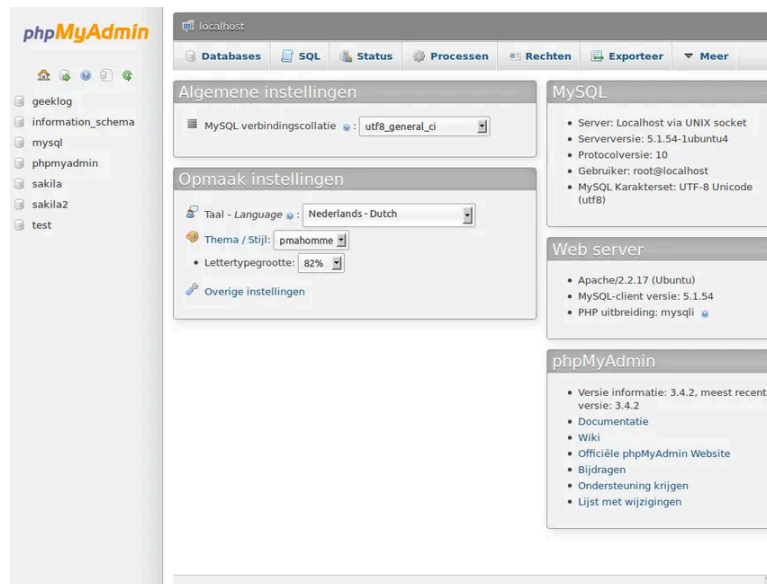 phpMyAdmin
geeklog
information_schema
mysql
phpmyadmin
sakila
sakila2
test
localhost
Databases SQL Status Processen Rechten Exporteer Meer
Algemene instellingen
MySQL verbindingscollatie : utf8_general_ci
Opmaak instellingen
Taal - Language : Nederlands - Dutch
Thema / Stijl: pmahomme
Lettertypegrootte: 82%
Overige instellingen
MySQL
Server: Localhost via UNIX socket
Serverversie: 5.1.54-1ubuntu4
Protocolversie: 10
Gebruiker: root@localhost
MySQL Karakterset: UTF-8 Unicode
(utf8)
Web server
Apache/2.2.17 (Ubuntu)
MySQL-client versie: 5.1.54
PHP uitbreiding: mysqli
phpMyAdmin
Versie informatie: 3.4.2, meest recent
versie: 3.4.2
Documentatie
Wiki
Officiële phpMyAdmin Website
Bijdragen
Ondersteuning krijgen
Lijst met wijzigingen